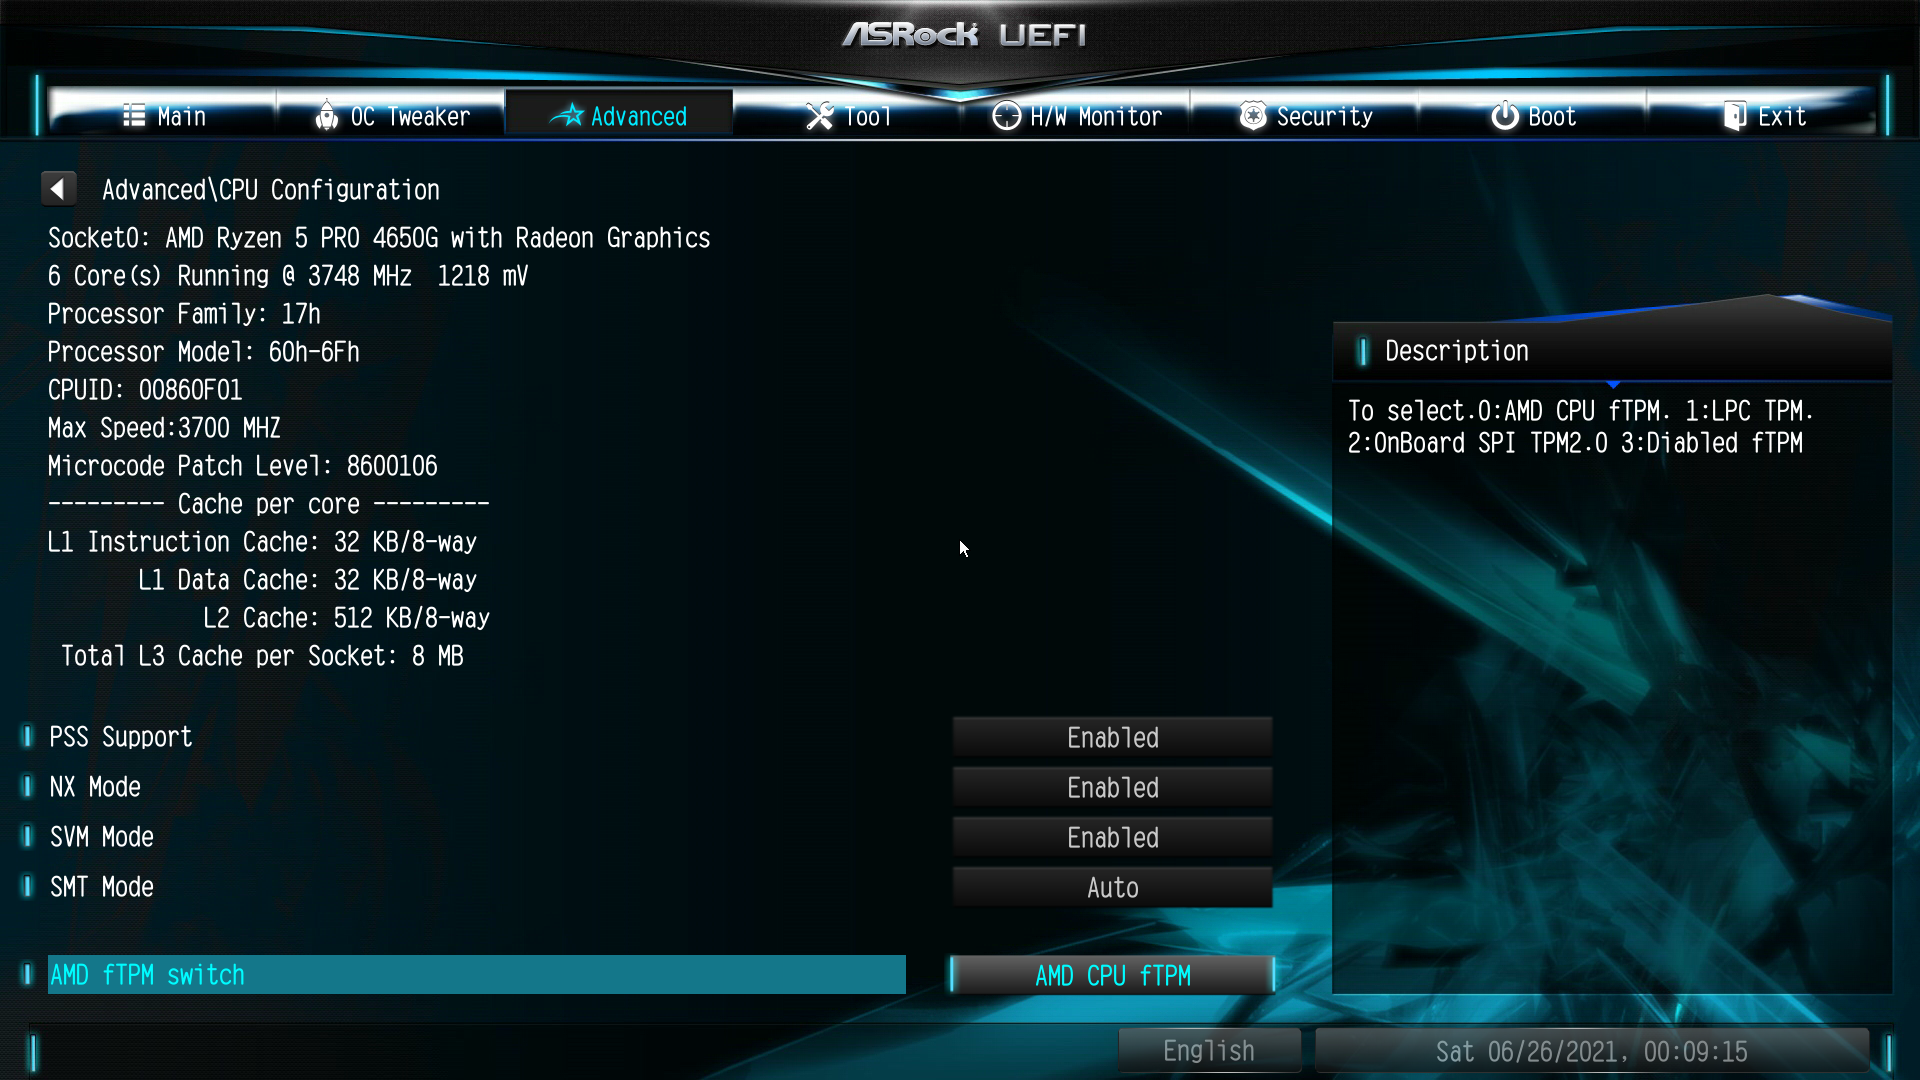 ASRock UEFI
Main OC Tweaker Advanced Tool H/W Monitor Security Boot Exit
Advanced\CPU Configuration
Socket0: AMD Ryzen 5 PRO 4650G with Radeon Graphics
6 Core(s) Running @ 3748 MHz  1218 mV
Processor Family: 17h
Processor Model: 60h-6Fh
CPUID: 00860F01
Max Speed:3700 MHZ
Microcode Patch Level: 8600106
--------- Cache per core ---------
L1 Instruction Cache: 32 KB/8-way
L1 Data Cache: 32 KB/8-way
L2 Cache: 512 KB/8-way
Total L3 Cache per Socket: 8 MB
PSS Support Enabled
NX Mode Enabled
SVM Mode Enabled
SMT Mode Auto
AMD fTPM switch AMD CPU fTPM
Description
To select.0:AMD CPU fTPM. 1:LPC TPM.
2:OnBoard SPI TPM2.0 3:Diabled fTPM
English
Sat 06/26/2021, 00:09:15